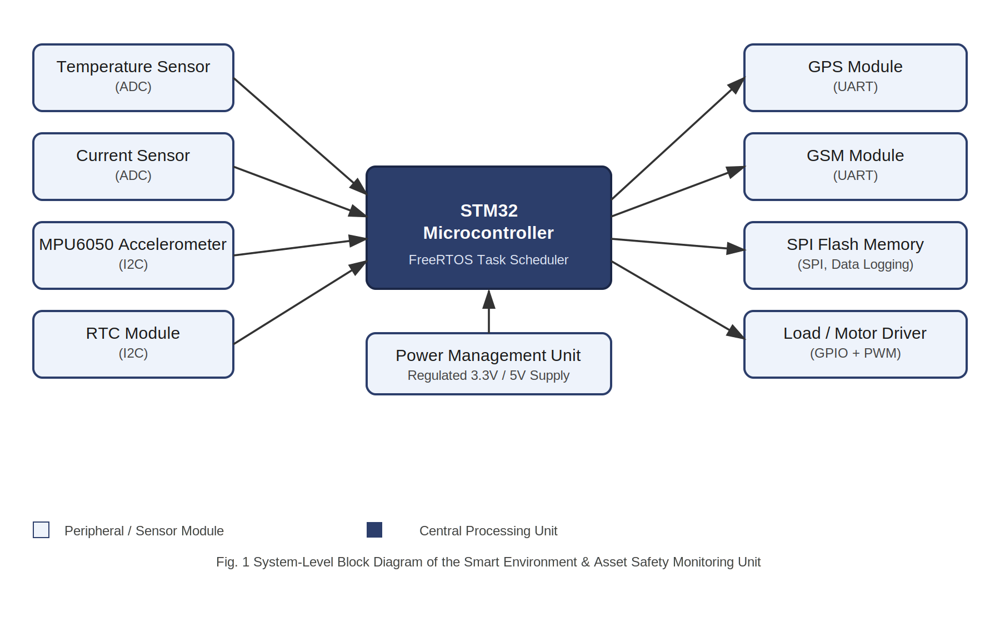 Temperature Sensor
(ADC)
Current Sensor
(ADC)
MPU6050 Accelerometer
(I2C)
RTC Module
(I2C)
STM32
Microcontroller
FreeRTOS Task Scheduler
Power Management Unit
Regulated 3.3V / 5V Supply
GPS Module
(UART)
GSM Module
(UART)
SPI Flash Memory
(SPI, Data Logging)
Load / Motor Driver
(GPIO + PWM)
Peripheral / Sensor Module
Central Processing Unit
Fig. 1 System-Level Block Diagram of the Smart Environment & Asset Safety Monitoring Unit